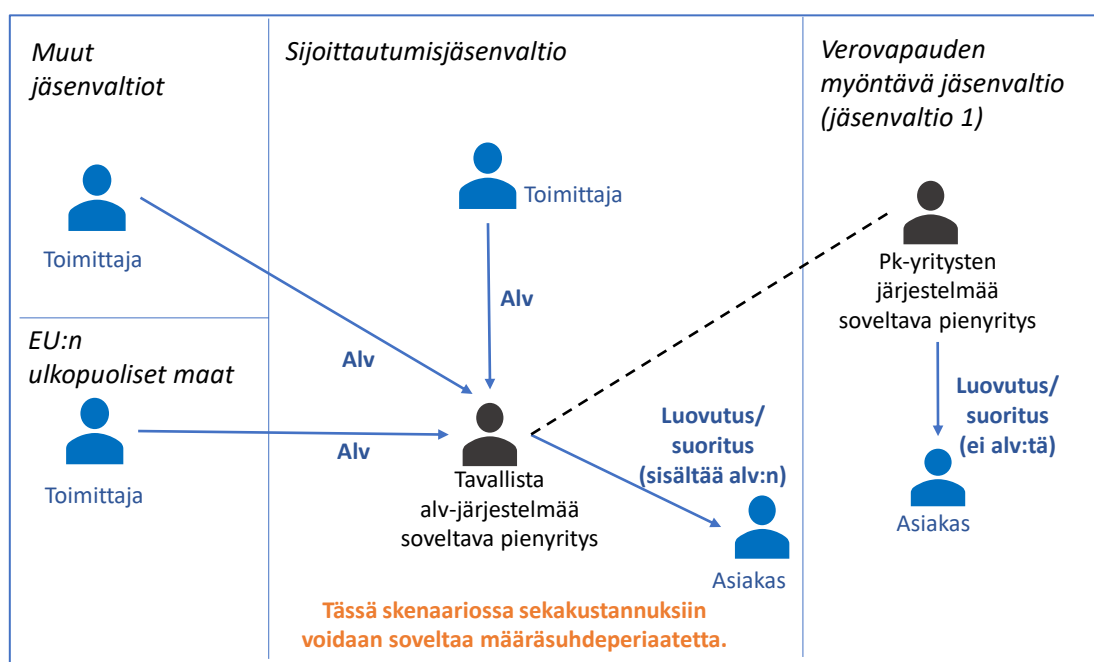 Muut
jäsenvaltiot
Toimittaja
EU:n
ulkopuoliset maat
Toimittaja
Sijoittautumisjäsenvaltio
Toimittaja
Alv
Alv
Alv
Tavallista
alv-järjestelmää
soveltava pienyritys
Luovutus/
suoritus
(sisältää alv:n)
Asiakas
Tässä skenaariossa sekakustannuksiin
voidaan soveltaa määräsuhdeperiaatetta.
Verovapauden
myöntävä jäsenvaltio
(jäsenvaltio 1)
Pk-yritysten
järjestelmää
soveltava pienyritys
Luovutus/
suoritus
(ei alv:tä)
Asiakas